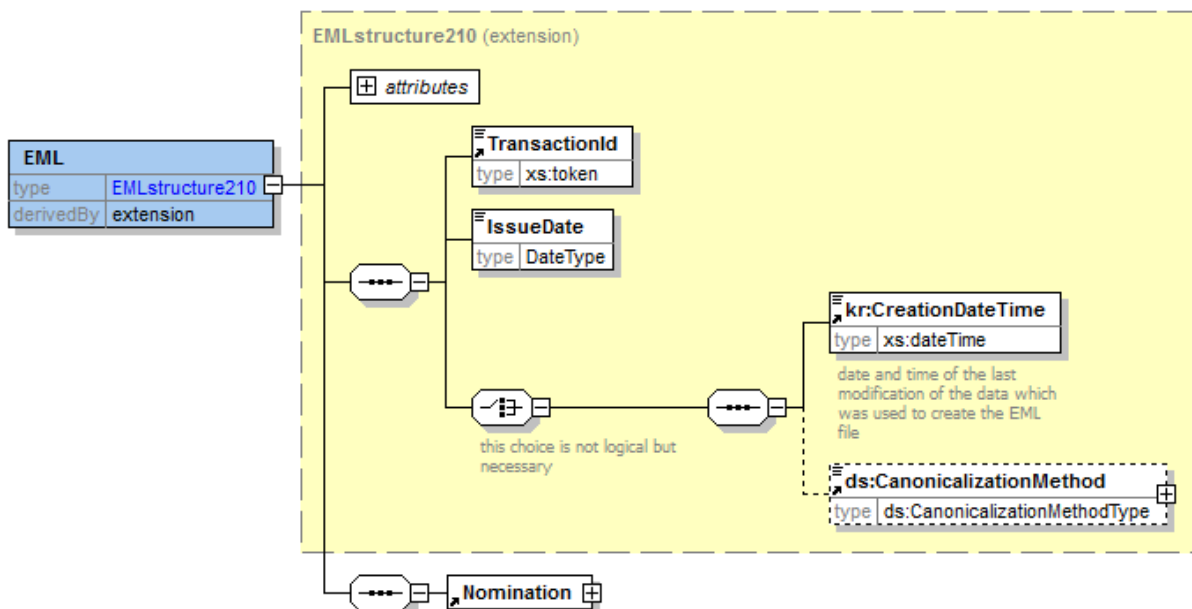 EMLstructure210 (extension)
attributes
TransactionId
type xs:token
EML
type EMLstructure210
derivedBy extension
IssueDate
type DateType
kr:CreationDateTime
type xs:dateTime
date and time of the last
modification of the data which
was used to create the EML
file
this choice is not logical but
necessary
ds:CanonicalizationMethod
type ds:CanonicalizationMethodType
Nomination